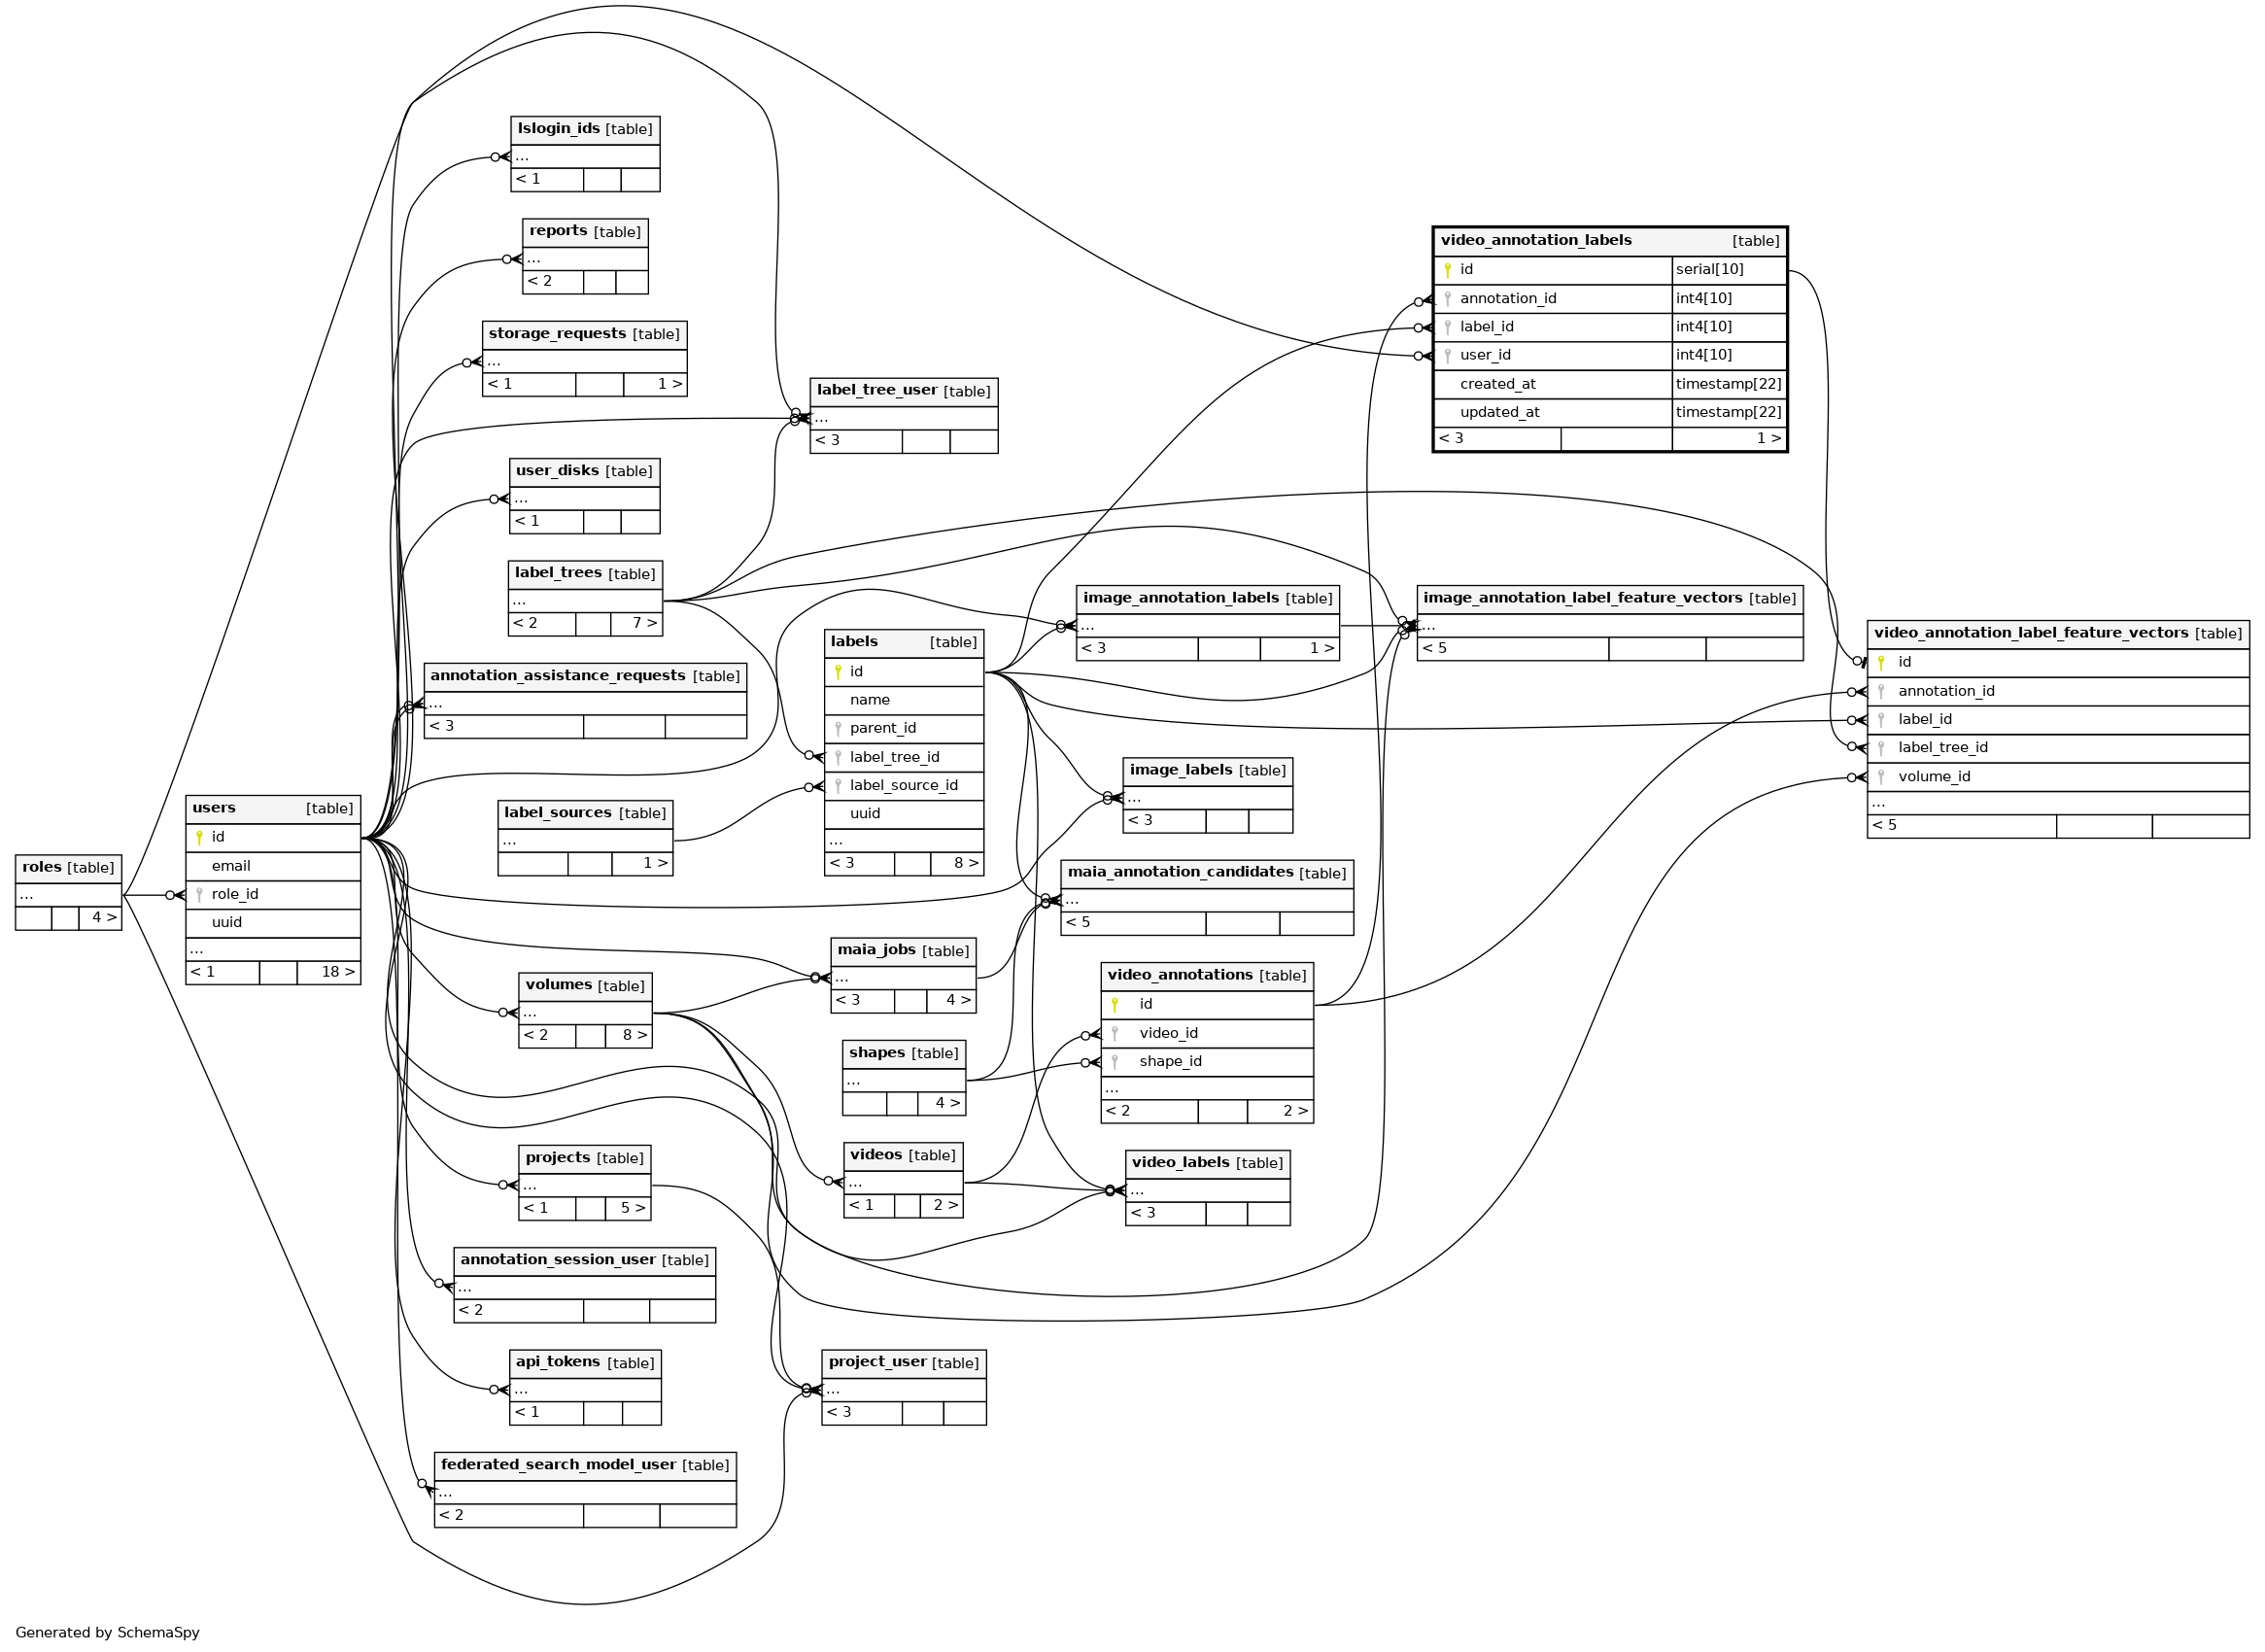 lslogin_ids [table]
...
< 1
reports [table]
...
< 2
storage_requests [table]
...
< 1 1 >
label_tree_user [table]
...
< 3
user_disks [table]
...
< 1
label_trees [table]
...
< 2 7 >
annotation_assistance_requests [table]
...
< 3
label_sources [table]
...
1 >
roles [table]
...
4 >
users [table]
id
email
role_id
uuid
...
< 1 18 >
volumes [table]
...
< 2 8 >
projects [table]
...
< 1 5 >
annotation_session_user [table]
...
< 2
api_tokens [table]
...
< 1
federated_search_model_user [table]
...
< 2
labels [table]
id
name
parent_id
label_tree_id
label_source_id
uuid
...
< 3 8 >
maia_jobs [table]
...
< 3 4 >
shapes [table]
...
4 >
videos [table]
...
< 1 2 >
project_user [table]
...
< 3
image_annotation_labels [table]
...
< 3 1 >
image_labels [table]
...
< 3
maia_annotation_candidates [table]
...
< 5
video_annotations [table]
id
video_id
shape_id
...
< 2 2 >
video_labels [table]
...
< 3
video_annotation_labels [table]
id serial[10]
annotation_id int4[10]
label_id int4[10]
user_id int4[10]
created_at timestamp[22]
updated_at timestamp[22]
< 3 1 >
image_annotation_label_feature_vectors [table]
...
< 5
video_annotation_label_feature_vectors [table]
id
annotation_id
label_id
label_tree_id
volume_id
...
< 5
Generated by SchemaSpy